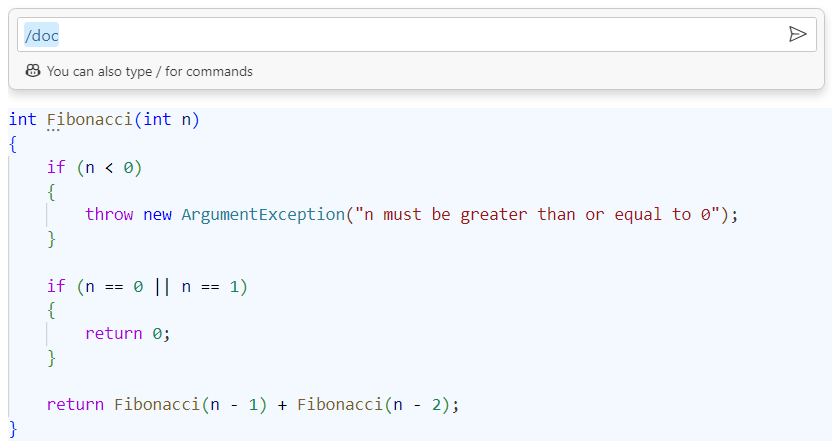 /doc
You can also type / for commands
int Fibonacci(int n)
{
    if (n < 0)
    {
        throw new ArgumentException("n must be greater than or equal to 0");
    }
    if (n == 0 || n == 1)
    {
        return 0;
    }
    return Fibonacci(n - 1) + Fibonacci(n - 2);
}